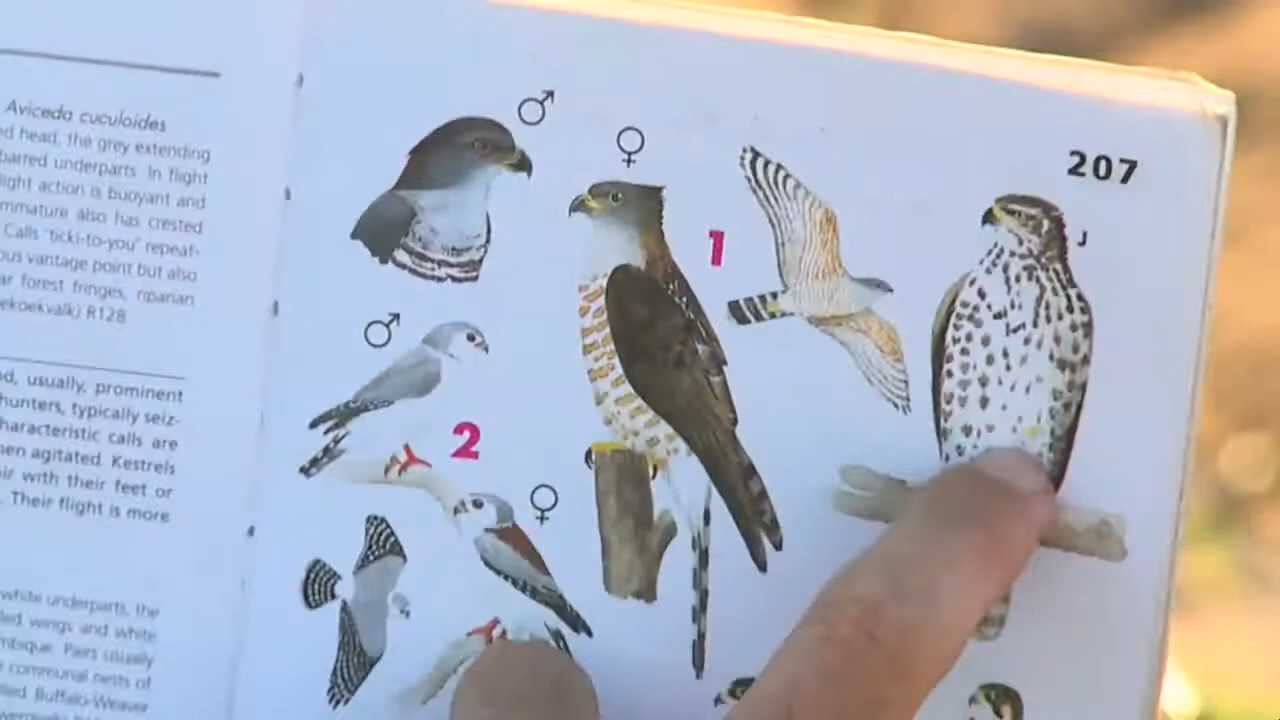 Aviceda cuculoides
ed head, the grey extending
barred underparts. In flight
light action is buoyant and
mmature also has crested
Calls "ticki-to-you" repeat-
ous vantage point but also
ar forest fringes, riparian
ekoekvalk) R128
nd, usually, prominent
hunters, typically seiz-
haracteristic calls are
hen agitated. Kestrels
ir with their feet or
. Their flight is more
white underparts, the
led wings and white
mbique. Pairs usually
communal nests of
lled Buffalo-Weaver
♂
♀
207
1
J
♂
2
♀